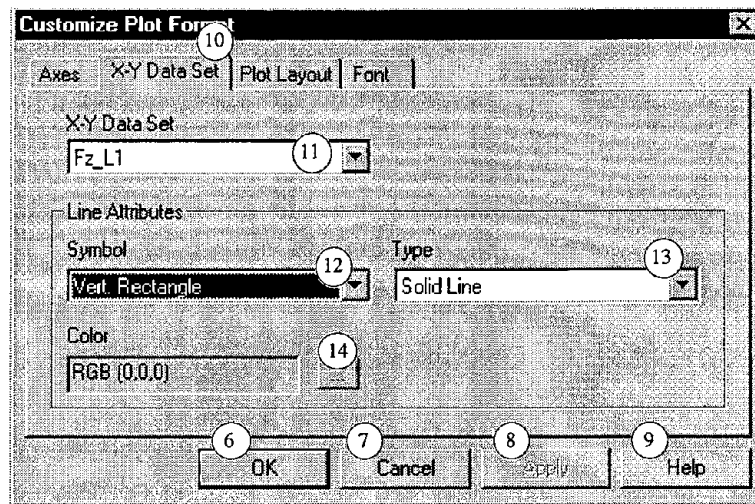 Customize Plot Format
10
Axes X-Y Data Set Plot Layout Font
X-Y Data Set
Fz_L1
11
Line Attributes
Symbol
12
Vert. Rectangle
Type
13
Solid Line
Color
14
RGB (0,0,0)
6 7 8 9
OK Cancel Apply Help